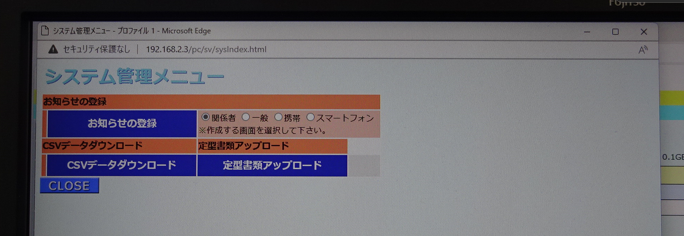 システム管理メニュー - プロファイル 1 - Microsoft Edge
セキュリティ保護なし 192.168.2.3/pc/sv/sysIndex.html
システム管理メニュー
お知らせの登録
お知らせの登録 関係者 一般 携帯 スマートフォン
※作成する画面を選択して下さい。
CSVデータダウンロード 定型書類アップロード
CSVデータダウンロード 定型書類アップロード
CLOSE
0.1GE